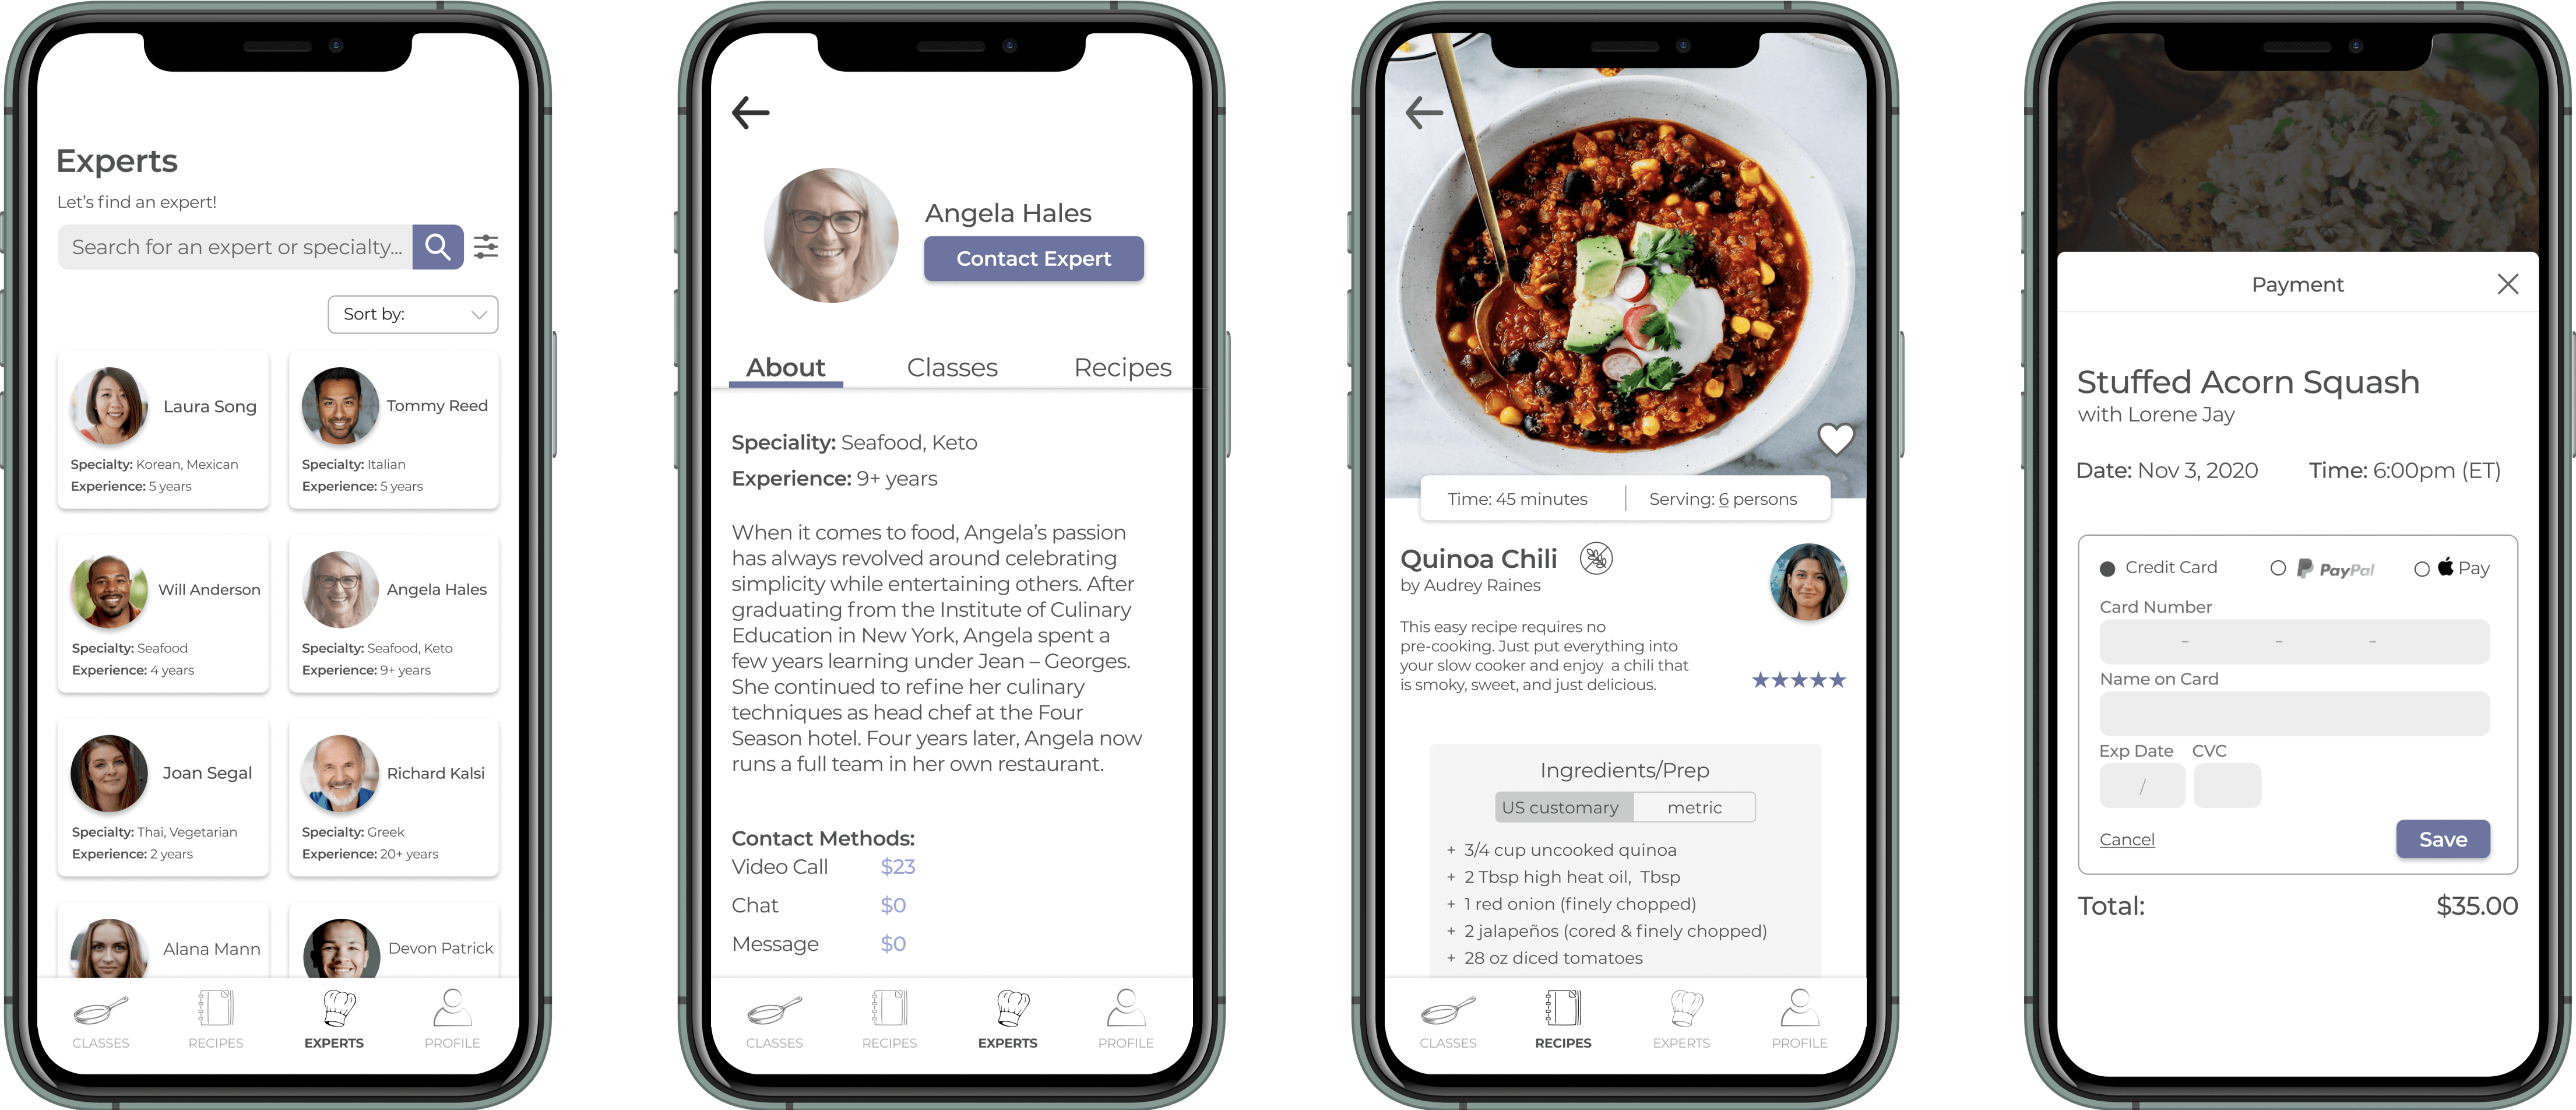 Experts
Let's find an expert!
Search for an expert or specialty...
Sort by:
Laura Song
Specialty: Korean, Mexican
Experience: 5 years
Tommy Reed
Specialty: Italian
Experience: 5 years
Will Anderson
Specialty: Seafood
Experience: 4 years
Angela Hales
Specialty: Seafood, Keto
Experience: 9+ years
Joan Segal
Specialty: Thai, Vegetarian
Experience: 2 years
Richard Kalsi
Specialty: Greek
Experience: 20+ years
Alana Mann
Devon Patrick
CLASSES
RECIPES
EXPERTS
PROFILE
Angela Hales
Contact Expert
About
Classes
Recipes
Speciality: Seafood, Keto
Experience: 9+ years
When it comes to food, Angela's passion
has always revolved around celebrating
simplicity while entertaining others. After
graduating from the Institute of Culinary
Education in New York, Angela spent a
few years learning under Jean – Georges.
She continued to refine her culinary
techniques as head chef at the Four
Season hotel. Four years later, Angela now
runs a full team in her own restaurant.
Contact Methods:
Video Call $23
Chat $0
Message $0
CLASSES
RECIPES
EXPERTS
PROFILE
Time: 45 minutes
Serving: 6 persons
Quinoa Chili
by Audrey Raines
This easy recipe requires no
pre-cooking. Just put everything into
your slow cooker and enjoy a chili that
is smoky, sweet, and just delicious.
Ingredients/Prep
US customary
metric
+ 3/4 cup uncooked quinoa
+ 2 Tbsp high heat oil, Tbsp
+ 1 red onion (finely chopped)
+ 2 jalapeños (cored & finely chopped)
+ 28 oz diced tomatoes
CLASSES
RECIPES
EXPERTS
PROFILE
Payment
Stuffed Acorn Squash
with Lorene Jay
Date: Nov 3, 2020
Time: 6:00pm (ET)
Credit Card
PayPal
Pay
Card Number
- - -
Name on Card
Exp Date
CVC
/
Cancel
Save
Total: $35.00